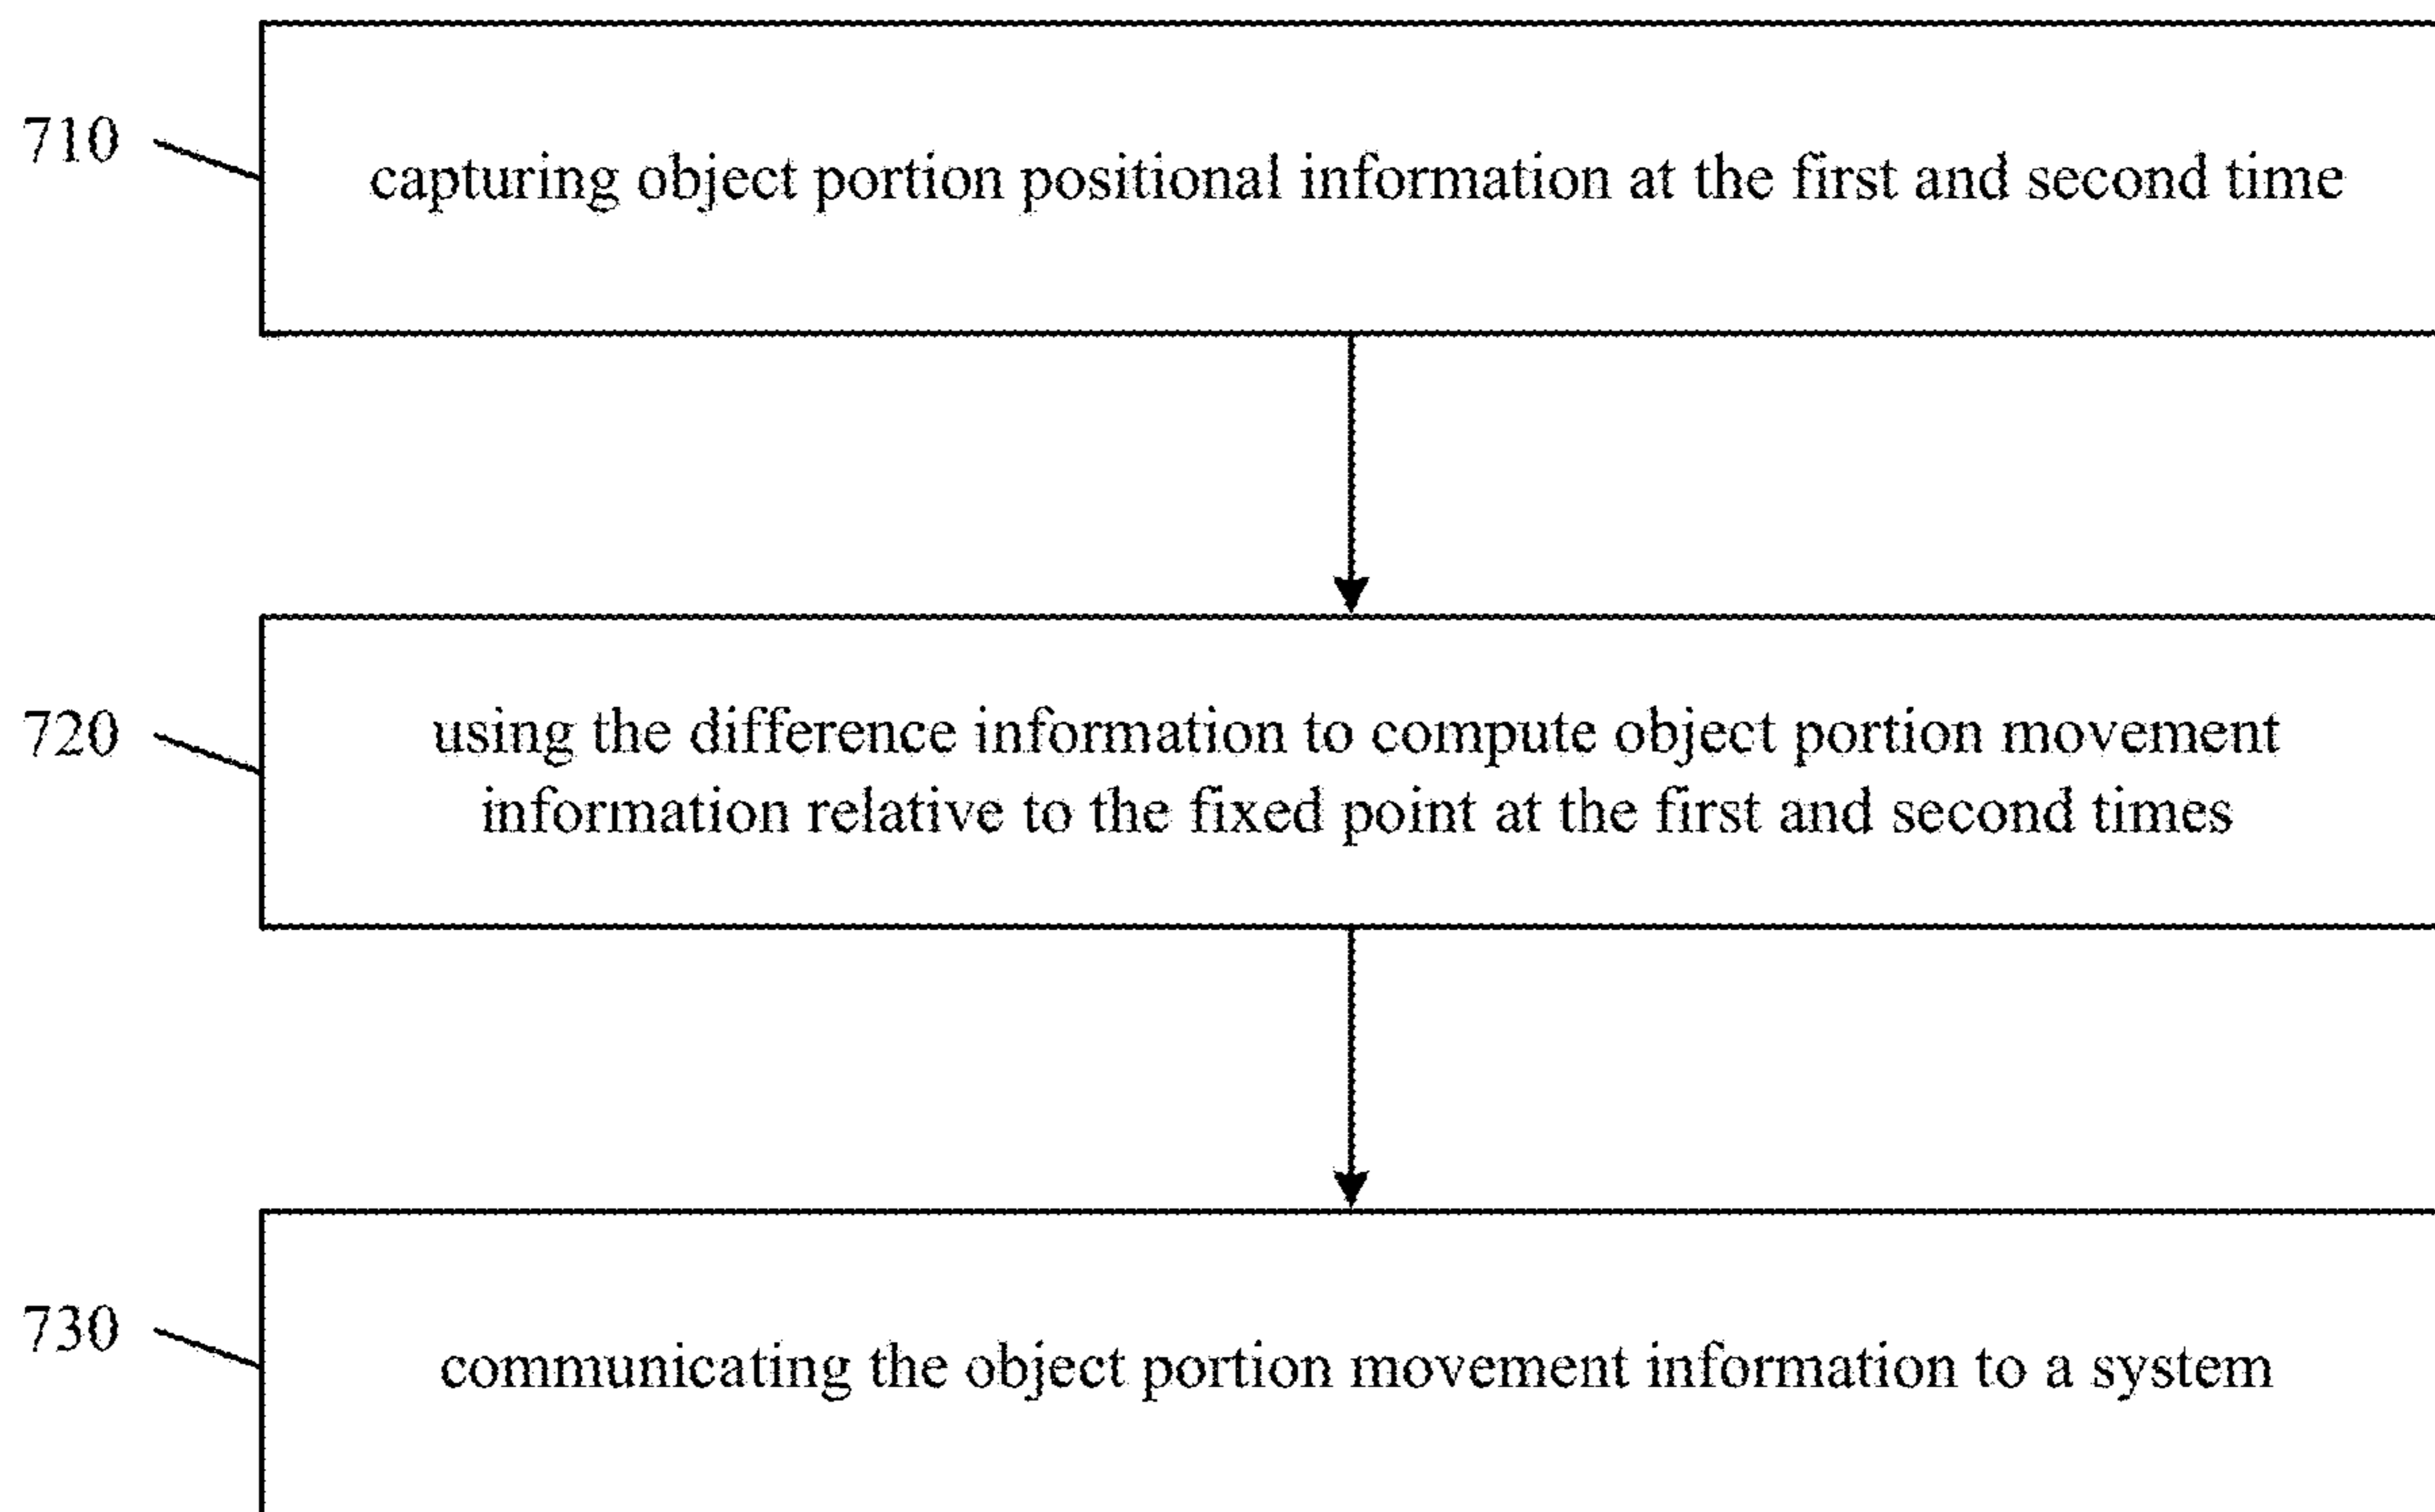 710
capturing object portion positional information at the first and second time
720
using the difference information to compute object portion movement
information relative to the fixed point at the first and second times
730
communicating the object portion movement information to a system